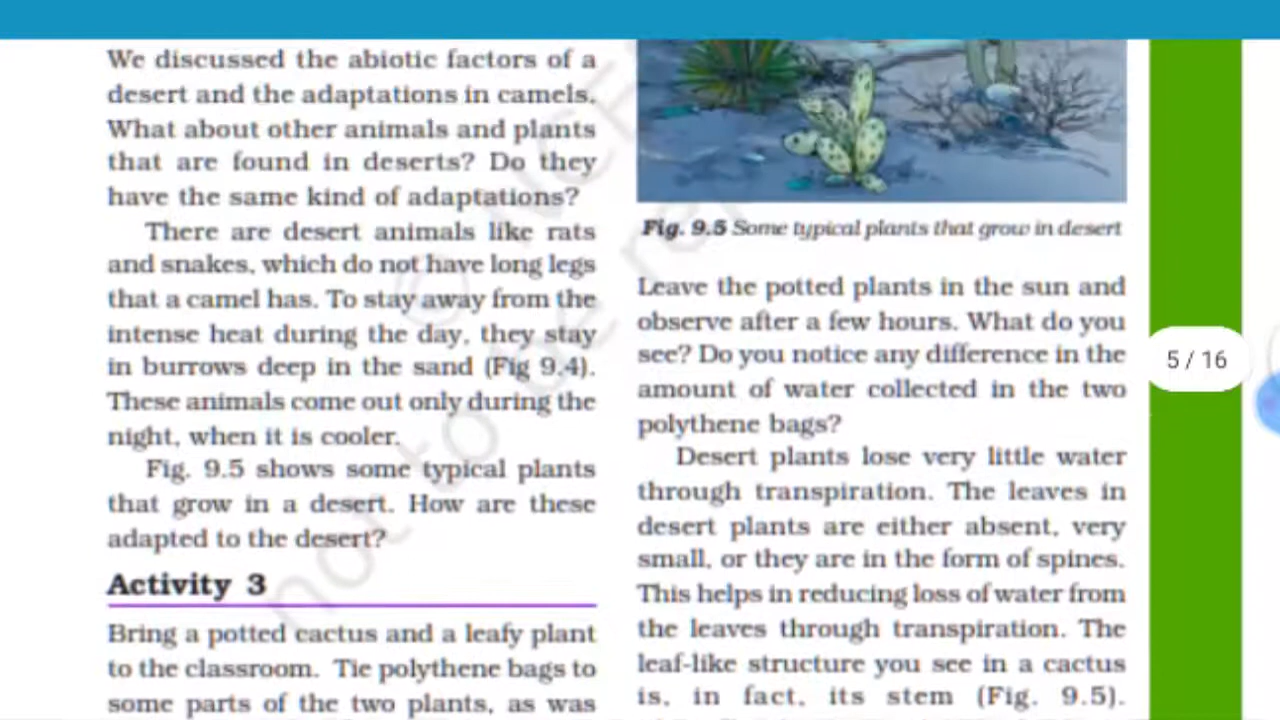 We discussed the abiotic factors of a
desert and the adaptations in camels.
What about other animals and plants
that are found in deserts? Do they
have the same kind of adaptations?
There are desert animals like rats
and snakes, which do not have long legs
that a camel has. To stay away from the
intense heat during the day, they stay
in burrows deep in the sand (Fig 9.4).
These animals come out only during the
night, when it is cooler.
Fig. 9.5 shows some typical plants
that grow in a desert. How are these
adapted to the desert?
Activity 3
Bring a potted cactus and a leafy plant
to the classroom. Tie polythene bags to
some parts of the two plants, as was
Fig. 9.5 Some typical plants that grow in desert
Leave the potted plants in the sun and
observe after a few hours. What do you
see? Do you notice any difference in the
amount of water collected in the two
polythene bags?
Desert plants lose very little water
through transpiration. The leaves in
desert plants are either absent, very
small, or they are in the form of spines.
This helps in reducing loss of water from
the leaves through transpiration. The
leaf-like structure you see in a cactus
is, in fact, its stem (Fig. 9.5).
5 / 16
not to be re
© NCE